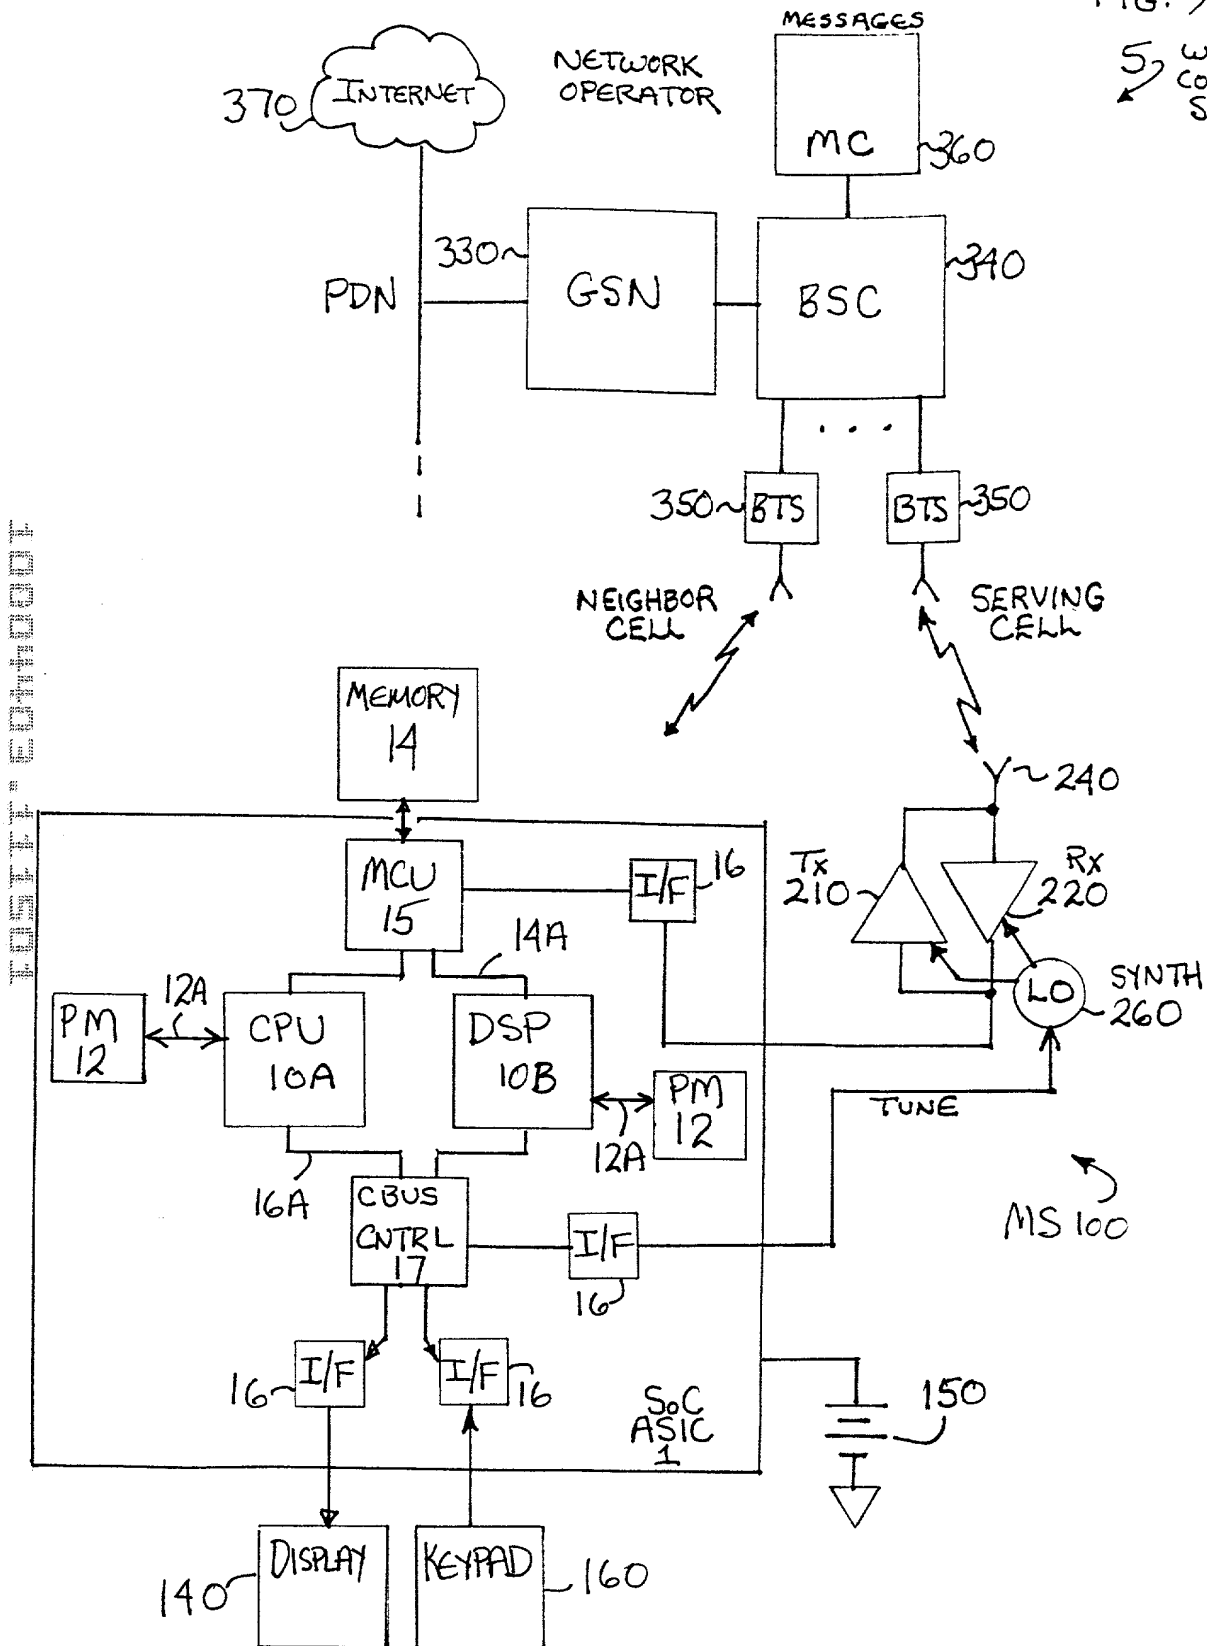 MESSAGES
FIG.
5
NETWORK
OPERATOR
INTERNET
370
MC
360
330
GSN
BSC
340
PDN
. . .
350
BTS
BTS
350
NEIGHBOR
CELL
SERVING
CELL
MEMORY
14
240
MCU
15
I/F
16
Tx
210
Rx
220
14A
SYNTH
260
LO
PM
12
12A
CPU
10A
DSP
10B
PM
12
12A
TUNE
16A
CBUS
CNTRL
17
I/F
16
MS 100
16
I/F
I/F
16
SoC
ASIC
1
150
DISPLAY
140
KEYPAD
160